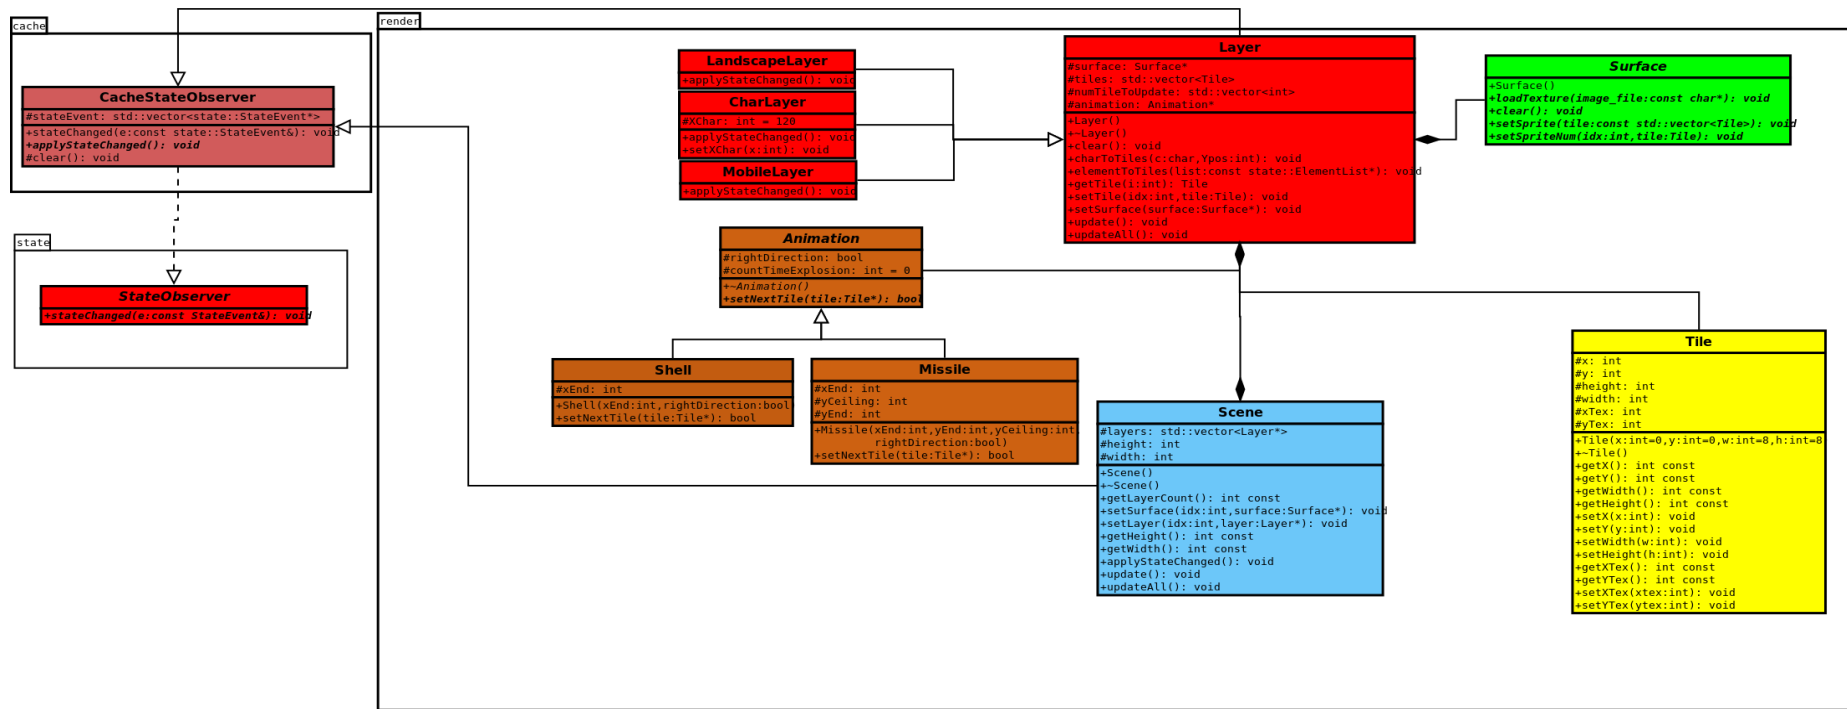 cache
CacheStateObserver
#stateEvent: std::vector<state::StateEvent*>
+stateChanged(e:const state::StateEvent&): void
+applyStateChanged(): void
#clear(): void
state
StateObserver
+stateChanged(e:const StateEvent&): void
render
LandscapeLayer
+applyStateChanged(): void
CharLayer
#XChar: int = 120
+applyStateChanged(): void
+setXChar(x:int): void
MobileLayer
+applyStateChanged(): void
Layer
#surface: Surface*
#tiles: std::vector<Tile>
#numTileToUpdate: std::vector<int>
#animation: Animation*
+Layer()
+~Layer()
+clear(): void
+charToTiles(c:char,Ypos:int): void
+elementToTiles(list:const state::ElementList*): void
+getTile(i:int): Tile
+setTile(idx:int,tile:Tile): void
+setSurface(surface:Surface*): void
+update(): void
+updateAll(): void
Surface
+Surface()
+loadTexture(image_file:const char*): void
+clear(): void
+setSprite(tile:const std::vector<Tile>): void
+setSpriteNum(idx:int,tile:Tile): void
Animation
#rightDirection: bool
#countTimeExplosion: int = 0
+~Animation()
+setNextTile(tile:Tile*): bool
Shell
#xEnd: int
+Shell(xEnd:int,rightDirection:bool)
+setNextTile(tile:Tile*): bool
Missile
#xEnd: int
#yCeiling: int
#yEnd: int
+Missile(xEnd:int,yEnd:int,yCeiling:int,
rightDirection:bool)
+setNextTile(tile:Tile*): bool
Scene
#layers: std::vector<Layer*>
#height: int
#width: int
+Scene()
+~Scene()
+getLayerCount(): int const
+setSurface(idx:int,surface:Surface*): void
+setLayer(idx:int,layer:Layer*): void
+getHeight(): int const
+getWidth(): int const
+applyStateChanged(): void
+update(): void
+updateAll(): void
Tile
#x: int
#y: int
#height: int
#width: int
#xTex: int
#yTex: int
+Tile(x:int=0,y:int=0,w:int=8,h:int=8
+~Tile()
+getX(): int const
+getY(): int const
+getWidth(): int const
+getHeight(): int const
+setX(x:int): void
+setY(y:int): void
+setWidth(w:int): void
+setHeight(h:int): void
+getXTex(): int const
+getYTex(): int const
+setXTex(xtex:int): void
+setYTex(ytex:int): void